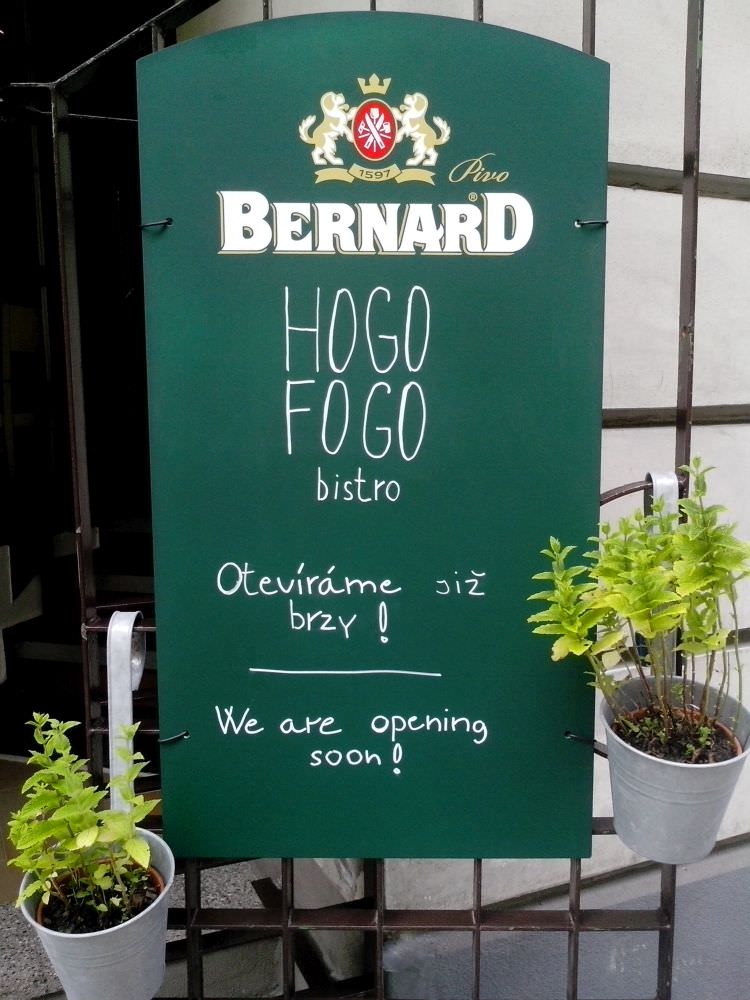 1597
Pivo
BERNARD®
HOGO
FOGO
bistro
Otevíráme již
brzy!
We are opening
soon!